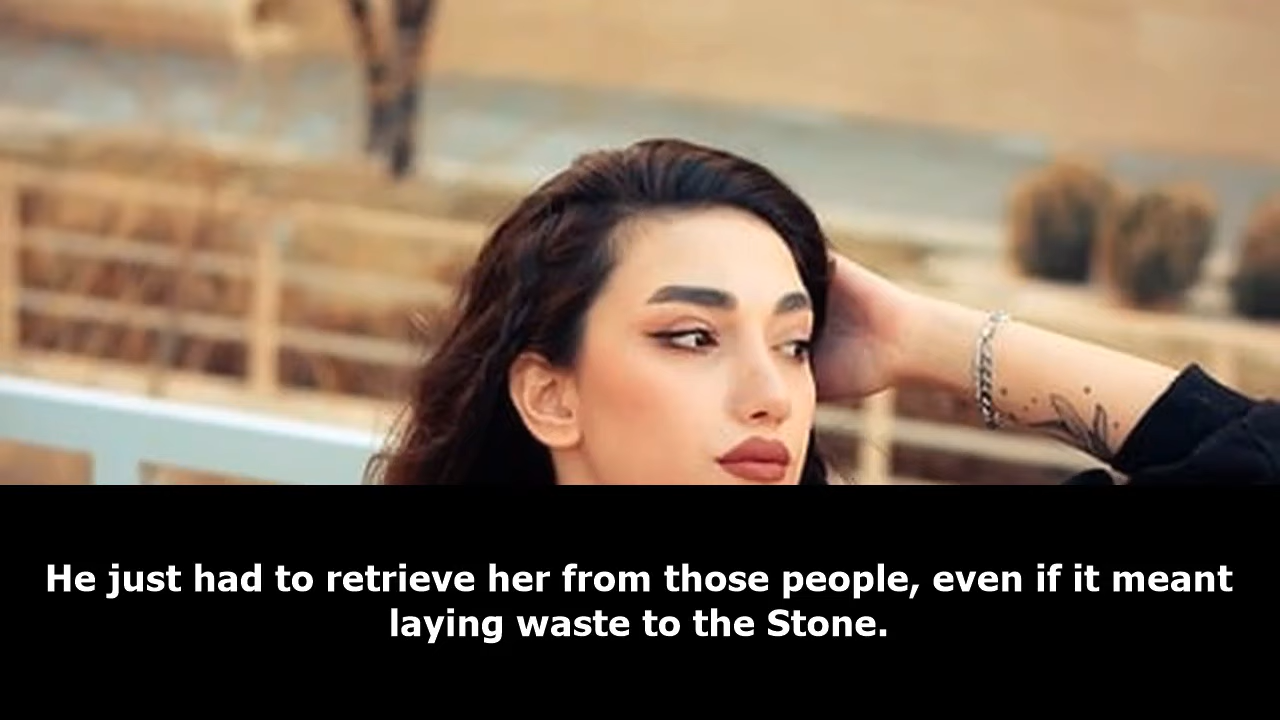 He just had to retrieve her from those people, even if it meant
laying waste to the Stone.